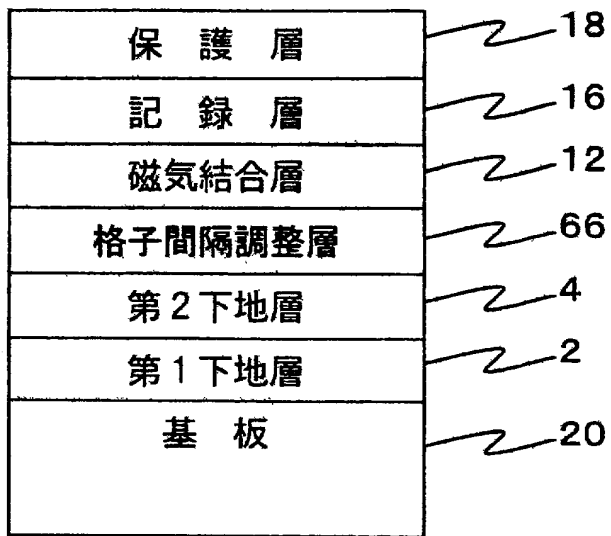 保 護 層 18
記 録 層 16
磁気結合層 12
格子間隔調整層 66
第2下地層 4
第1下地層 2
基 板 20